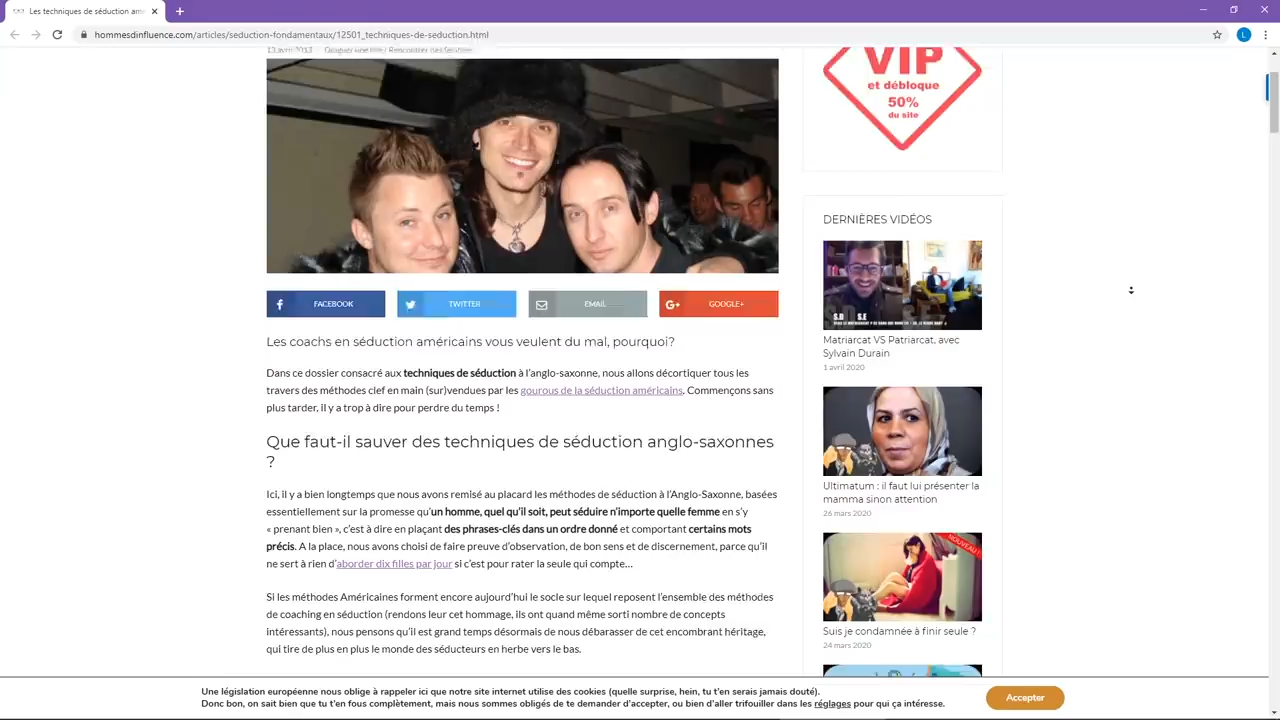 Les techniques de séduction am
hommesdinfluence.com/articles/seduction-fondamentaux/12501_techniques-de-seduction.html
L
VIP
et débloque
50%
du site
FACEBOOK
TWITTER
EMAIL
GOOGLE+
Les coachs en séduction américains vous veulent du mal, pourquoi?
Dans ce dossier consacré aux techniques de séduction à l'anglo-saxonne, nous allons décortiquer tous les
travers des méthodes clef en main (sur)vendues par les gourous de la séduction américains. Commençons sans
plus tarder, il y a trop à dire pour perdre du temps !
Que faut-il sauver des techniques de séduction anglo-saxonnes
?
Ici, il y a bien longtemps que nous avons remisé au placard les méthodes de séduction à l'Anglo-Saxonne, basées
essentiellement sur la promesse qu'un homme, quel qu'il soit, peut séduire n'importe quelle femme en s'y
« prenant bien », c'est à dire en plaçant des phrases-clés dans un ordre donné et comportant certains mots
précis. A la place, nous avons choisi de faire preuve d'observation, de bon sens et de discernement, parce qu'il
ne sert à rien d'aborder dix filles par jour si c'est pour rater la seule qui compte...
Si les méthodes Américaines forment encore aujourd'hui le socle sur lequel reposent l'ensemble des méthodes
de coaching en séduction (rendons leur cet hommage, ils ont quand même sorti nombre de concepts
intéressants), nous pensons qu'il est grand temps désormais de nous débarasser de cet encombrant héritage,
qui tire de plus en plus le monde des séducteurs en herbe vers le bas.
DERNIÈRES VIDÉOS
S.D
S.E
Matriarcat VS Patriarcat, avec
Sylvain Durain
1 avril 2020
Ultimatum : il faut lui présenter la
mamma sinon attention
26 mars 2020
NOUVEAU !
Suis je condamnée à finir seule ?
24 mars 2020
Une législation européenne nous oblige à rappeler ici que notre site internet utilise des cookies (quelle surprise, hein, tu t'en serais jamais douté).
Donc bon, on sait bien que tu t'en fous complètement, mais nous sommes obligés de te demander d'accepter, ou bien d'aller trifouiller dans les réglages pour qui ça intéresse.
Accepter